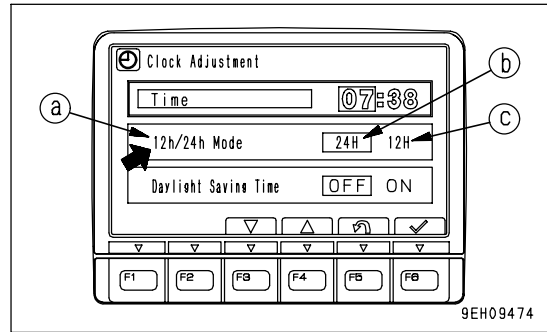 Clock Adjustment
Time 07:38
12h/24h Mode 24H 12H
Daylight Saving Time OFF ON
F1 F2 F3 F4 F5 F6
a
b
c
9EH09474